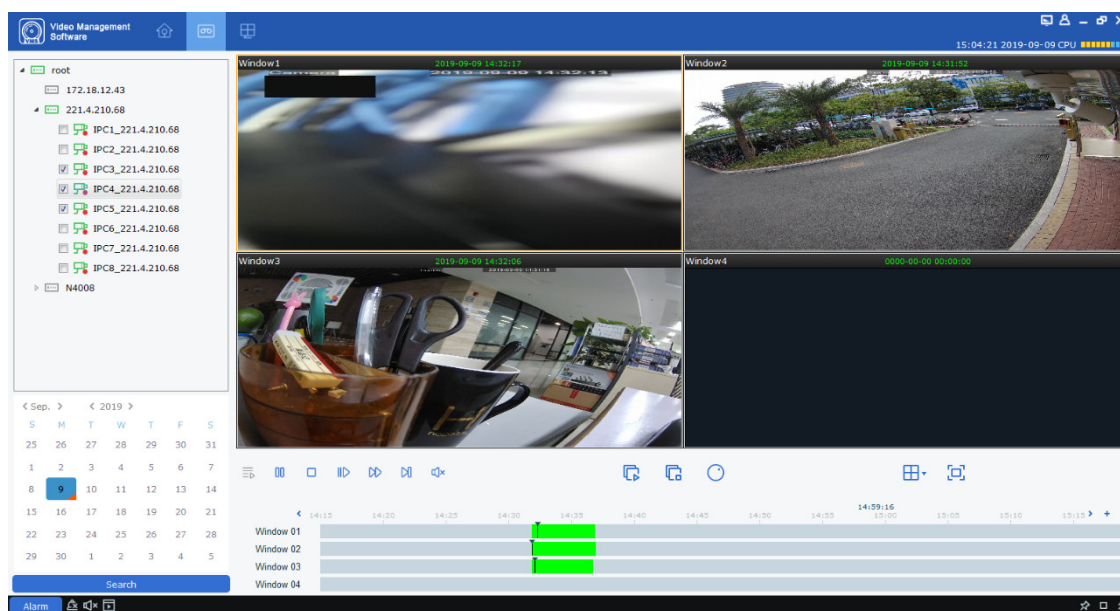 Video Management
Software
15:04:21 2019-09-09 CPU
root
172.18.12.43
221.4.210.68
IPC1_221.4.210.68
IPC2_221.4.210.68
IPC3_221.4.210.68
IPC4_221.4.210.68
IPC5_221.4.210.68
IPC6_221.4.210.68
IPC7_221.4.210.68
IPC8_221.4.210.68
N4008
Window1 2019-09-09 14:32:17
Camera 2019-09-09 14:32:13
Window2 2019-09-09 14:31:52
Window3 2019-09-09 14:32:06
Window4 0000-00-00 00:00:00
Sep. 2019
S M T W T F S
25 26 27 28 29 30 31
1 2 3 4 5 6 7
8 9 10 11 12 13 14
15 16 17 18 19 20 21
22 23 24 25 26 27 28
29 30 1 2 3 4 5
Search
14:59:16
14:15 14:20 14:25 14:30 14:35 14:40 14:45 14:50 14:55 15:00 15:05 15:10 15:15
Window 01
Window 02
Window 03
Window 04
Alarm